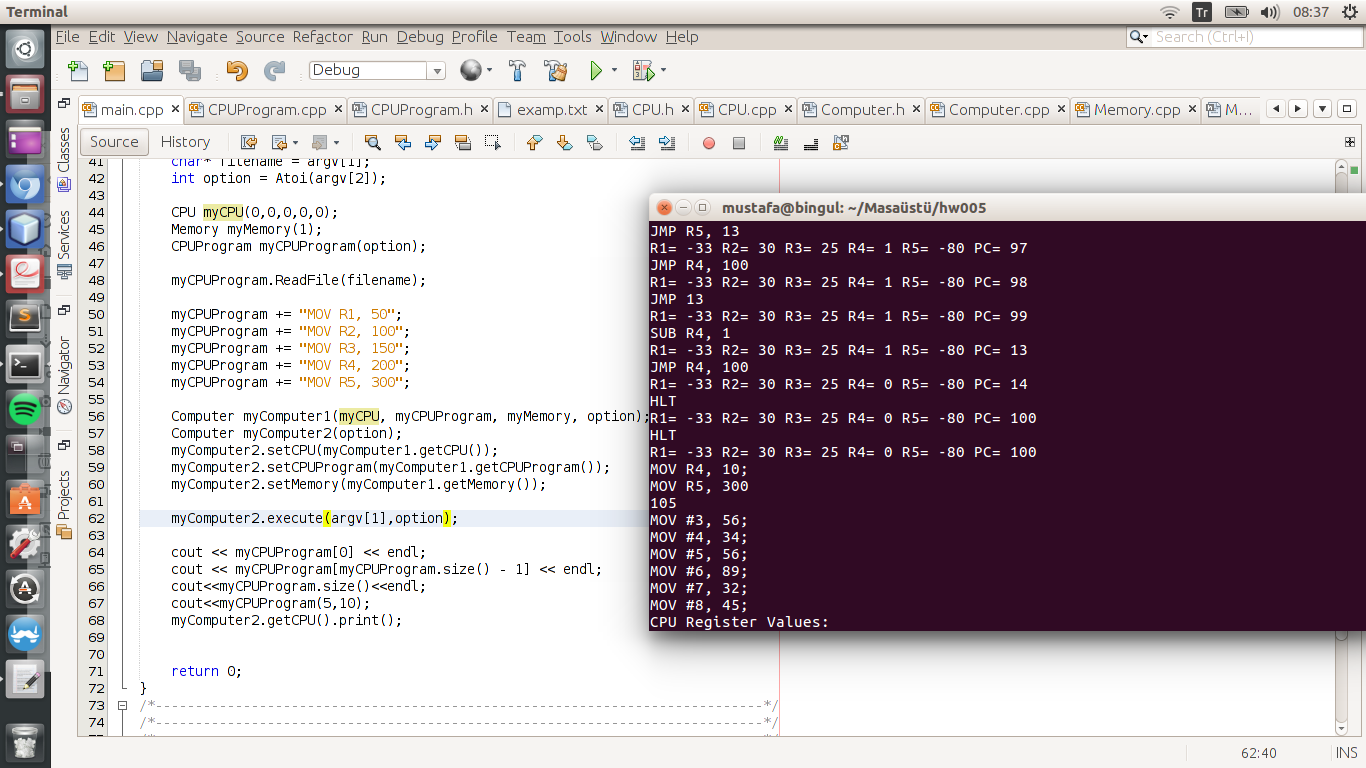 Terminal
Tr
08:37
File Edit View Navigate Source Refactor Run Debug Profile Team Tools Window Help
Search (Ctrl+I)
Debug
main.cpp
CPUProgram.cpp
CPUProgram.h
examp.txt
CPU.h
CPU.cpp
Computer.h
Computer.cpp
Memory.cpp
M...
Source
History
Classes
Services
Navigator
Projects
41 char* filename = argv[1];
42 int option = Atoi(argv[2]);
43
44 CPU myCPU(0,0,0,0,0);
45 Memory myMemory(1);
46 CPUProgram myCPUProgram(option);
47
48 myCPUProgram.ReadFile(filename);
49
50 myCPUProgram += "MOV R1, 50";
51 myCPUProgram += "MOV R2, 100";
52 myCPUProgram += "MOV R3, 150";
53 myCPUProgram += "MOV R4, 200";
54 myCPUProgram += "MOV R5, 300";
55
56 Computer myComputer1(myCPU, myCPUProgram, myMemory, option);
57 Computer myComputer2(option);
58 myComputer2.setCPU(myComputer1.getCPU());
59 myComputer2.setCPUProgram(myComputer1.getCPUProgram());
60 myComputer2.setMemory(myComputer1.getMemory());
61
62 myComputer2.execute(argv[1],option);
63
64 cout << myCPUProgram[0] << endl;
65 cout << myCPUProgram[myCPUProgram.size() - 1] << endl;
66 cout<<myCPUProgram.size()<<endl;
67 cout<<myCPUProgram(5,10);
68 myComputer2.getCPU().print();
69
70
71 return 0;
72 }
73 /*----------------------------------------------------------------------------*/
74 /*----------------------------------------------------------------------------*/
mustafa@bingul: ~/Masaüstü/hw005
JMP R5, 13
R1= -33 R2= 30 R3= 25 R4= 1 R5= -80 PC= 97
JMP R4, 100
R1= -33 R2= 30 R3= 25 R4= 1 R5= -80 PC= 98
JMP 13
R1= -33 R2= 30 R3= 25 R4= 1 R5= -80 PC= 99
SUB R4, 1
R1= -33 R2= 30 R3= 25 R4= 1 R5= -80 PC= 13
JMP R4, 100
R1= -33 R2= 30 R3= 25 R4= 0 R5= -80 PC= 14
HLT
R1= -33 R2= 30 R3= 25 R4= 0 R5= -80 PC= 100
HLT
R1= -33 R2= 30 R3= 25 R4= 0 R5= -80 PC= 100
MOV R4, 10;
MOV R5, 300
105
MOV #3, 56;
MOV #4, 34;
MOV #5, 56;
MOV #6, 89;
MOV #7, 32;
MOV #8, 45;
CPU Register Values:
62:40
INS